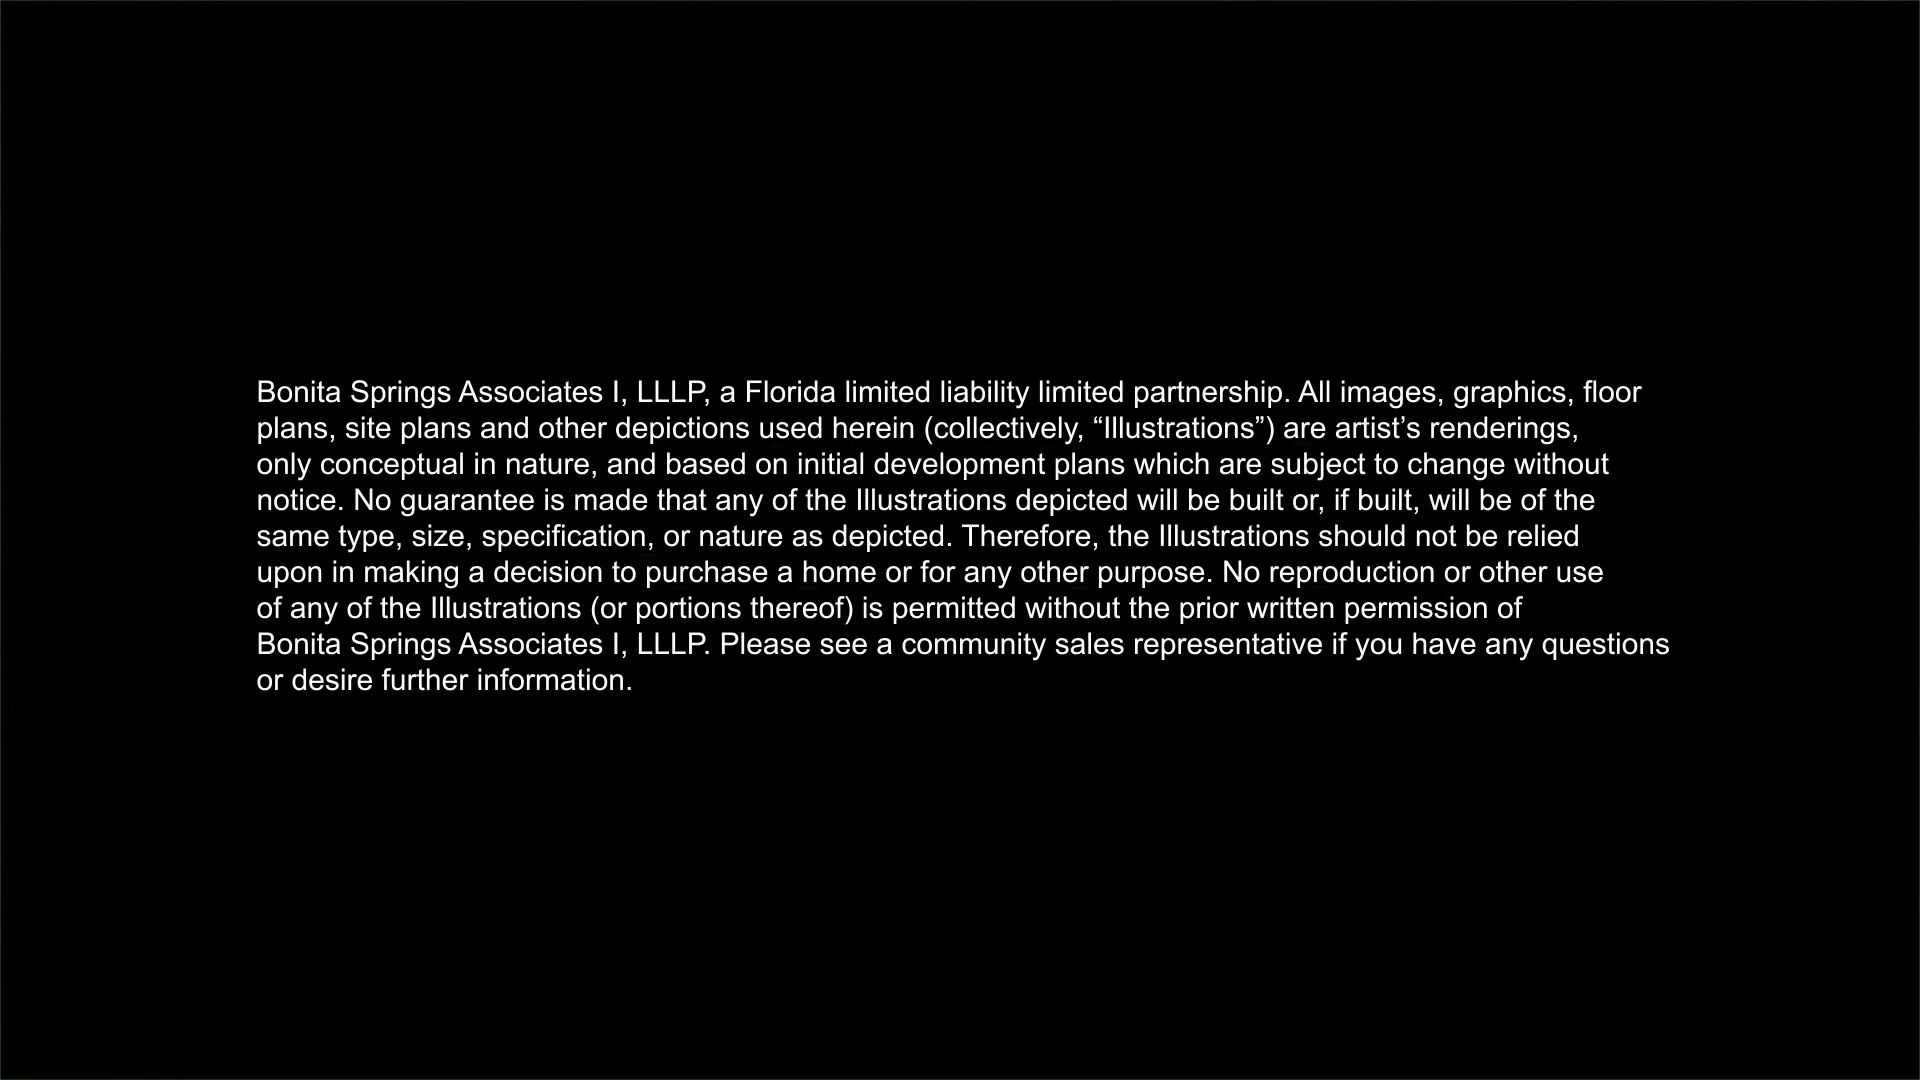 Bonita Springs Associates I, LLLP, a Florida limited liability limited partnership. All images, graphics, floor
plans, site plans and other depictions used herein (collectively, “Illustrations”) are artist’s renderings,
only conceptual in nature, and based on initial development plans which are subject to change without
notice. No guarantee is made that any of the Illustrations depicted will be built or, if built, will be of the
same type, size, specification, or nature as depicted. Therefore, the Illustrations should not be relied
upon in making a decision to purchase a home or for any other purpose. No reproduction or other use
of any of the Illustrations (or portions thereof) is permitted without the prior written permission of
Bonita Springs Associates I, LLLP. Please see a community sales representative if you have any questions
or desire further information.